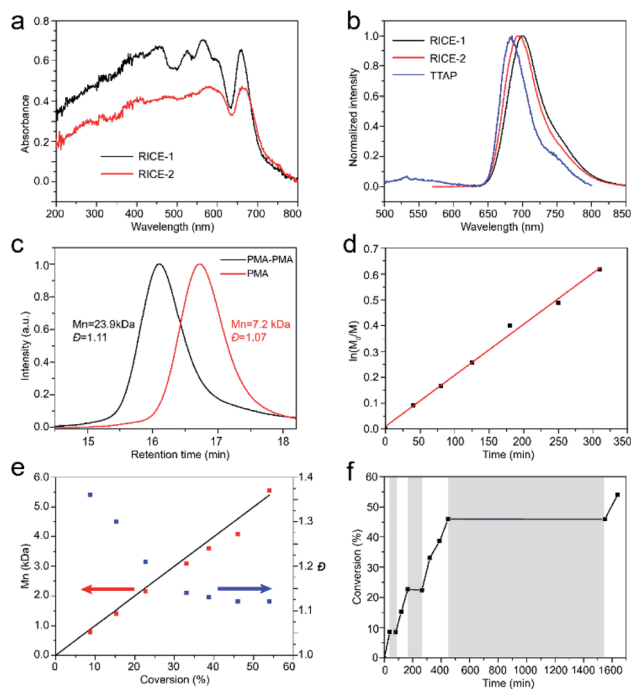 a
Absorbance
0.8
0.6
0.4
0.2
0.0
RICE-1
RICE-2
200 300 400 500 600 700 800
Wavelength (nm)
b
Normalized intensity
1.0
0.8
0.6
0.4
0.2
0.0
RICE-1
RICE-2
TTAP
500 550 600 650 700 750 800 850
Wavelength (nm)
c
Intensity (a.u.)
1.0
0.8
0.6
0.4
0.2
0.0
PMA-PMA
PMA
Mn=23.9kDa
Đ=1.11
Mn=7.2 kDa
Đ=1.07
15 16 17 18
Retention time (min)
d
ln(M0/M)
0.7
0.6
0.5
0.4
0.3
0.2
0.1
0.0
0 50 100 150 200 250 300 350
Time (min)
e
Mn (kDa)
6.0
5.0
4.0
3.0
2.0
1.0
0.0
1.4
1.3
1.2
1.1
1.0
Đ
0 10 20 30 40 50 60
Coversion (%)
f
Conversion (%)
60
50
40
30
20
10
0
0 200 400 600 800 1000 1200 1400 1600
Time (min)